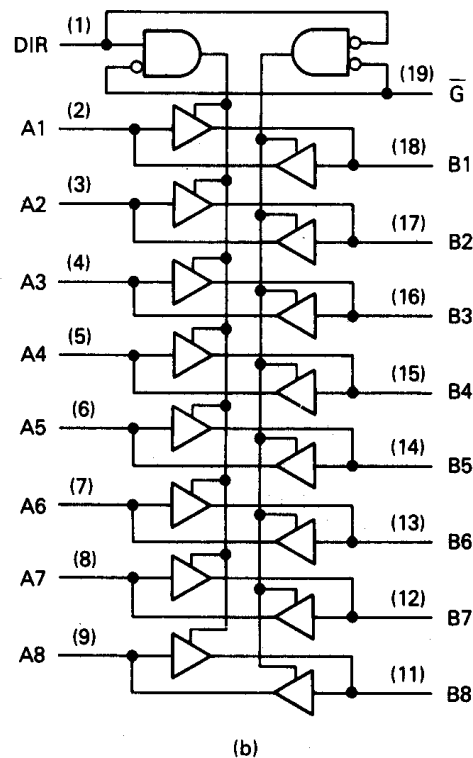 (1)
DIR
(19)
G
(2)
A1
(18)
B1
(3)
A2
(17)
B2
(4)
A3
(16)
B3
(5)
A4
(15)
B4
(6)
A5
(14)
B5
(7)
A6
(13)
B6
(8)
A7
(12)
B7
(9)
A8
(11)
B8
(b)